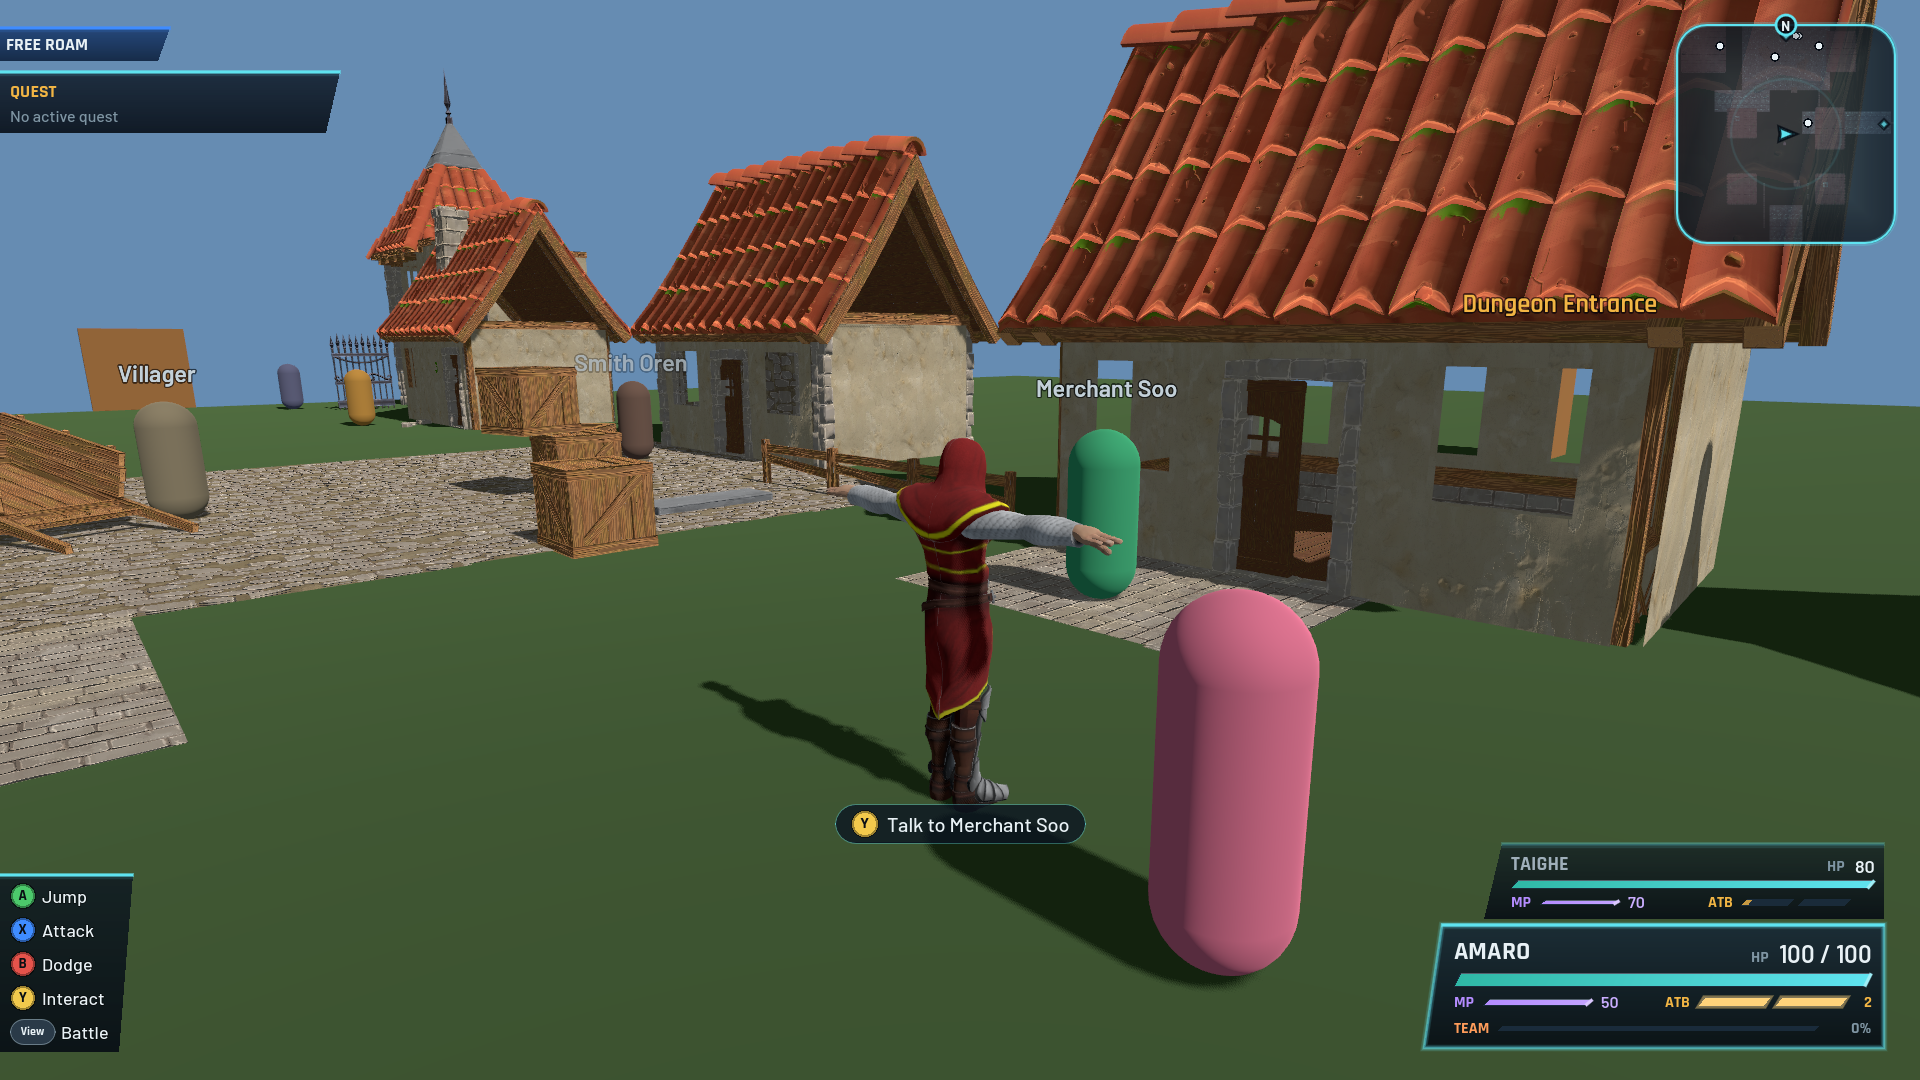 FREE ROAM
QUEST
No active quest
N
Dungeon Entrance
Villager
Smith Oren
Merchant Soo
Y Talk to Merchant Soo
A Jump
X Attack
B Dodge
Y Interact
View Battle
TAIGHE HP 80
MP 70 ATB
AMARO HP 100 / 100
MP 50 ATB 2
TEAM 0%